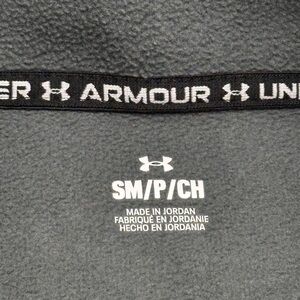 ER ARMOUR UN
SM/P/CH
MADE IN JORDAN
FABRIQUÉ EN JORDANIE
HECHO EN JORDANIA